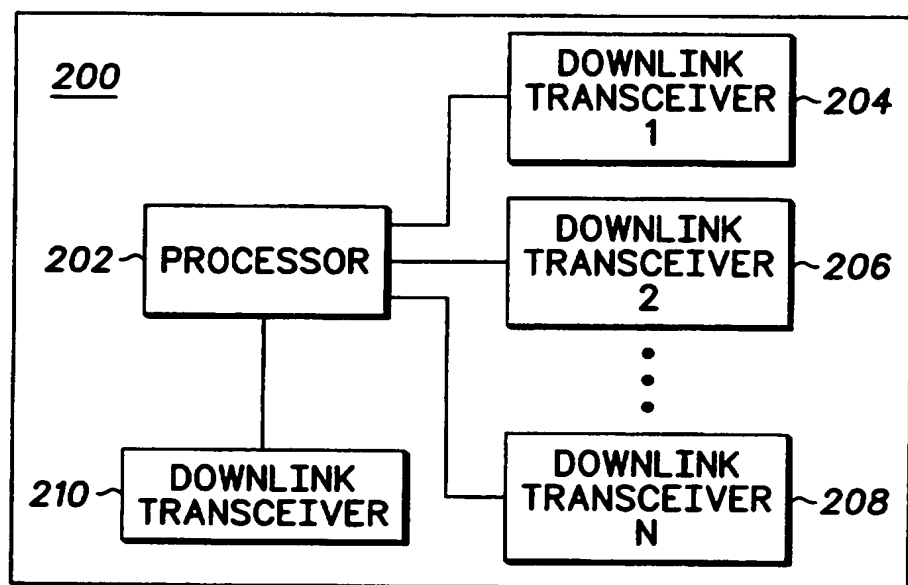 200
DOWNLINK
TRANSCEIVER
1
204
202
PROCESSOR
DOWNLINK
TRANSCEIVER
2
206
210
DOWNLINK
TRANSCEIVER
DOWNLINK
TRANSCEIVER
N
208